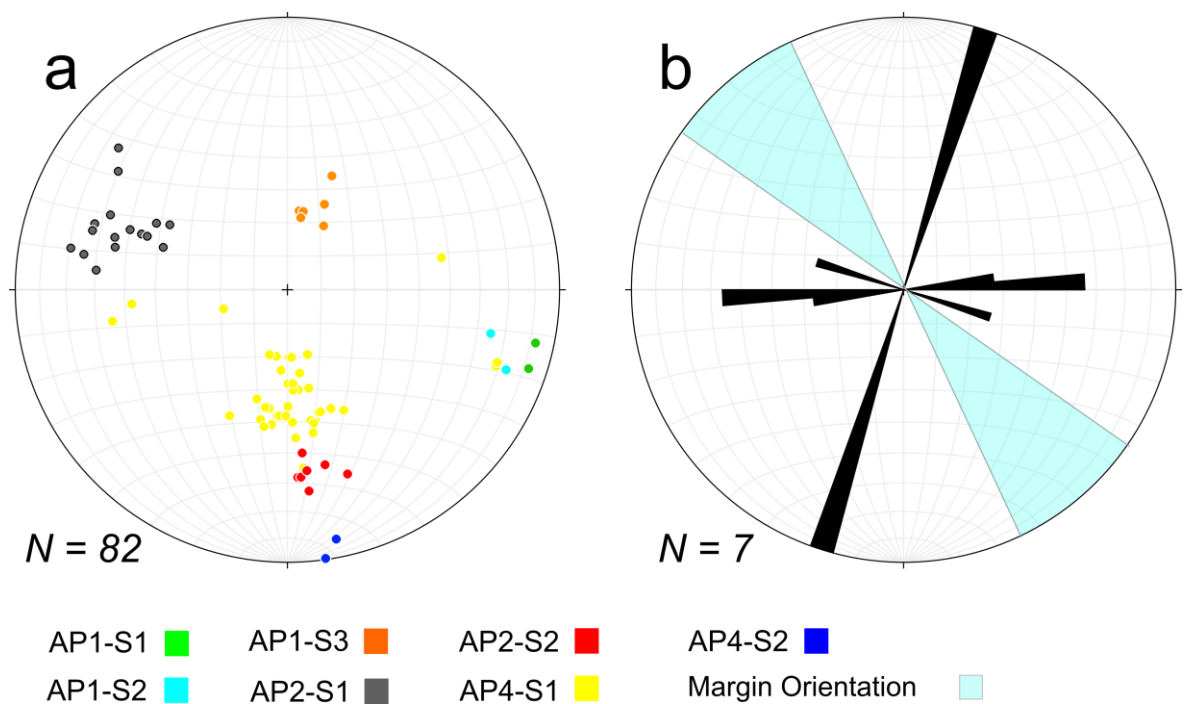 a
b
N = 82
N = 7
AP1-S1
AP1-S3
AP2-S2
AP4-S2
AP1-S2
AP2-S1
AP4-S1
Margin Orientation